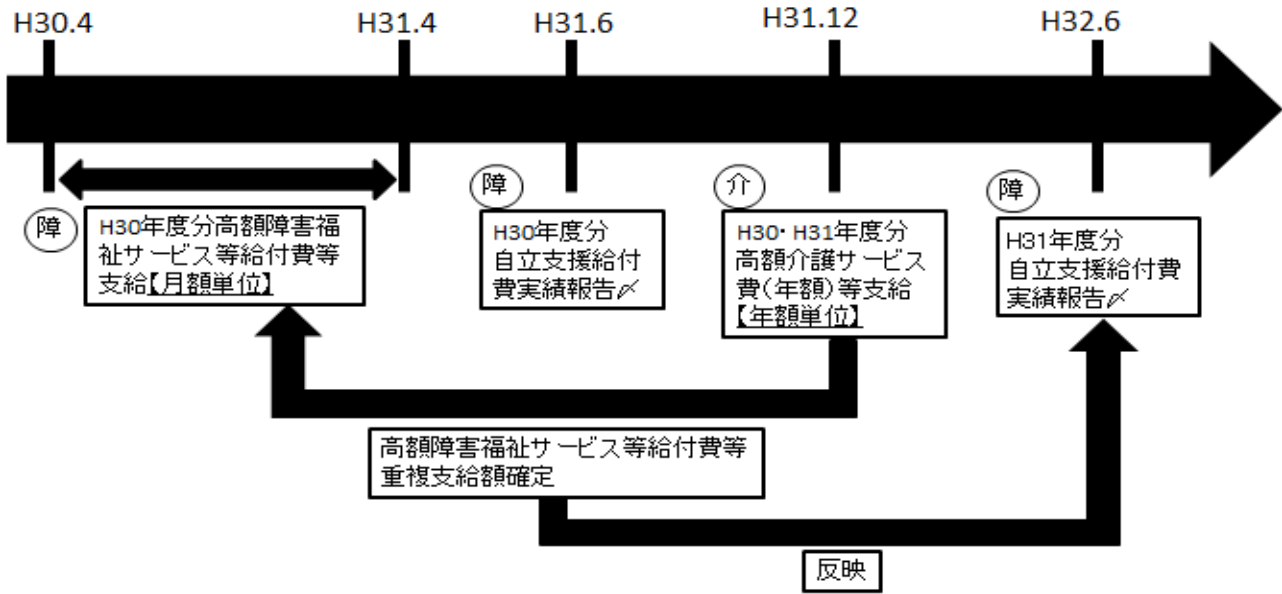 H30.4
H31.4
H31.6
H31.12
H32.6
障
H30年度分高額障害福
祉サービス等給付費等
支給【月額単位】
障
H30年度分
自立支援給付
費実績報告〆
介
H30・H31年度分
高額介護サービス
費(年額)等支給
【年額単位】
障
H31年度分
自立支援給付費
実績報告〆
高額障害福祉サービス等給付費等
重複支給額確定
反映